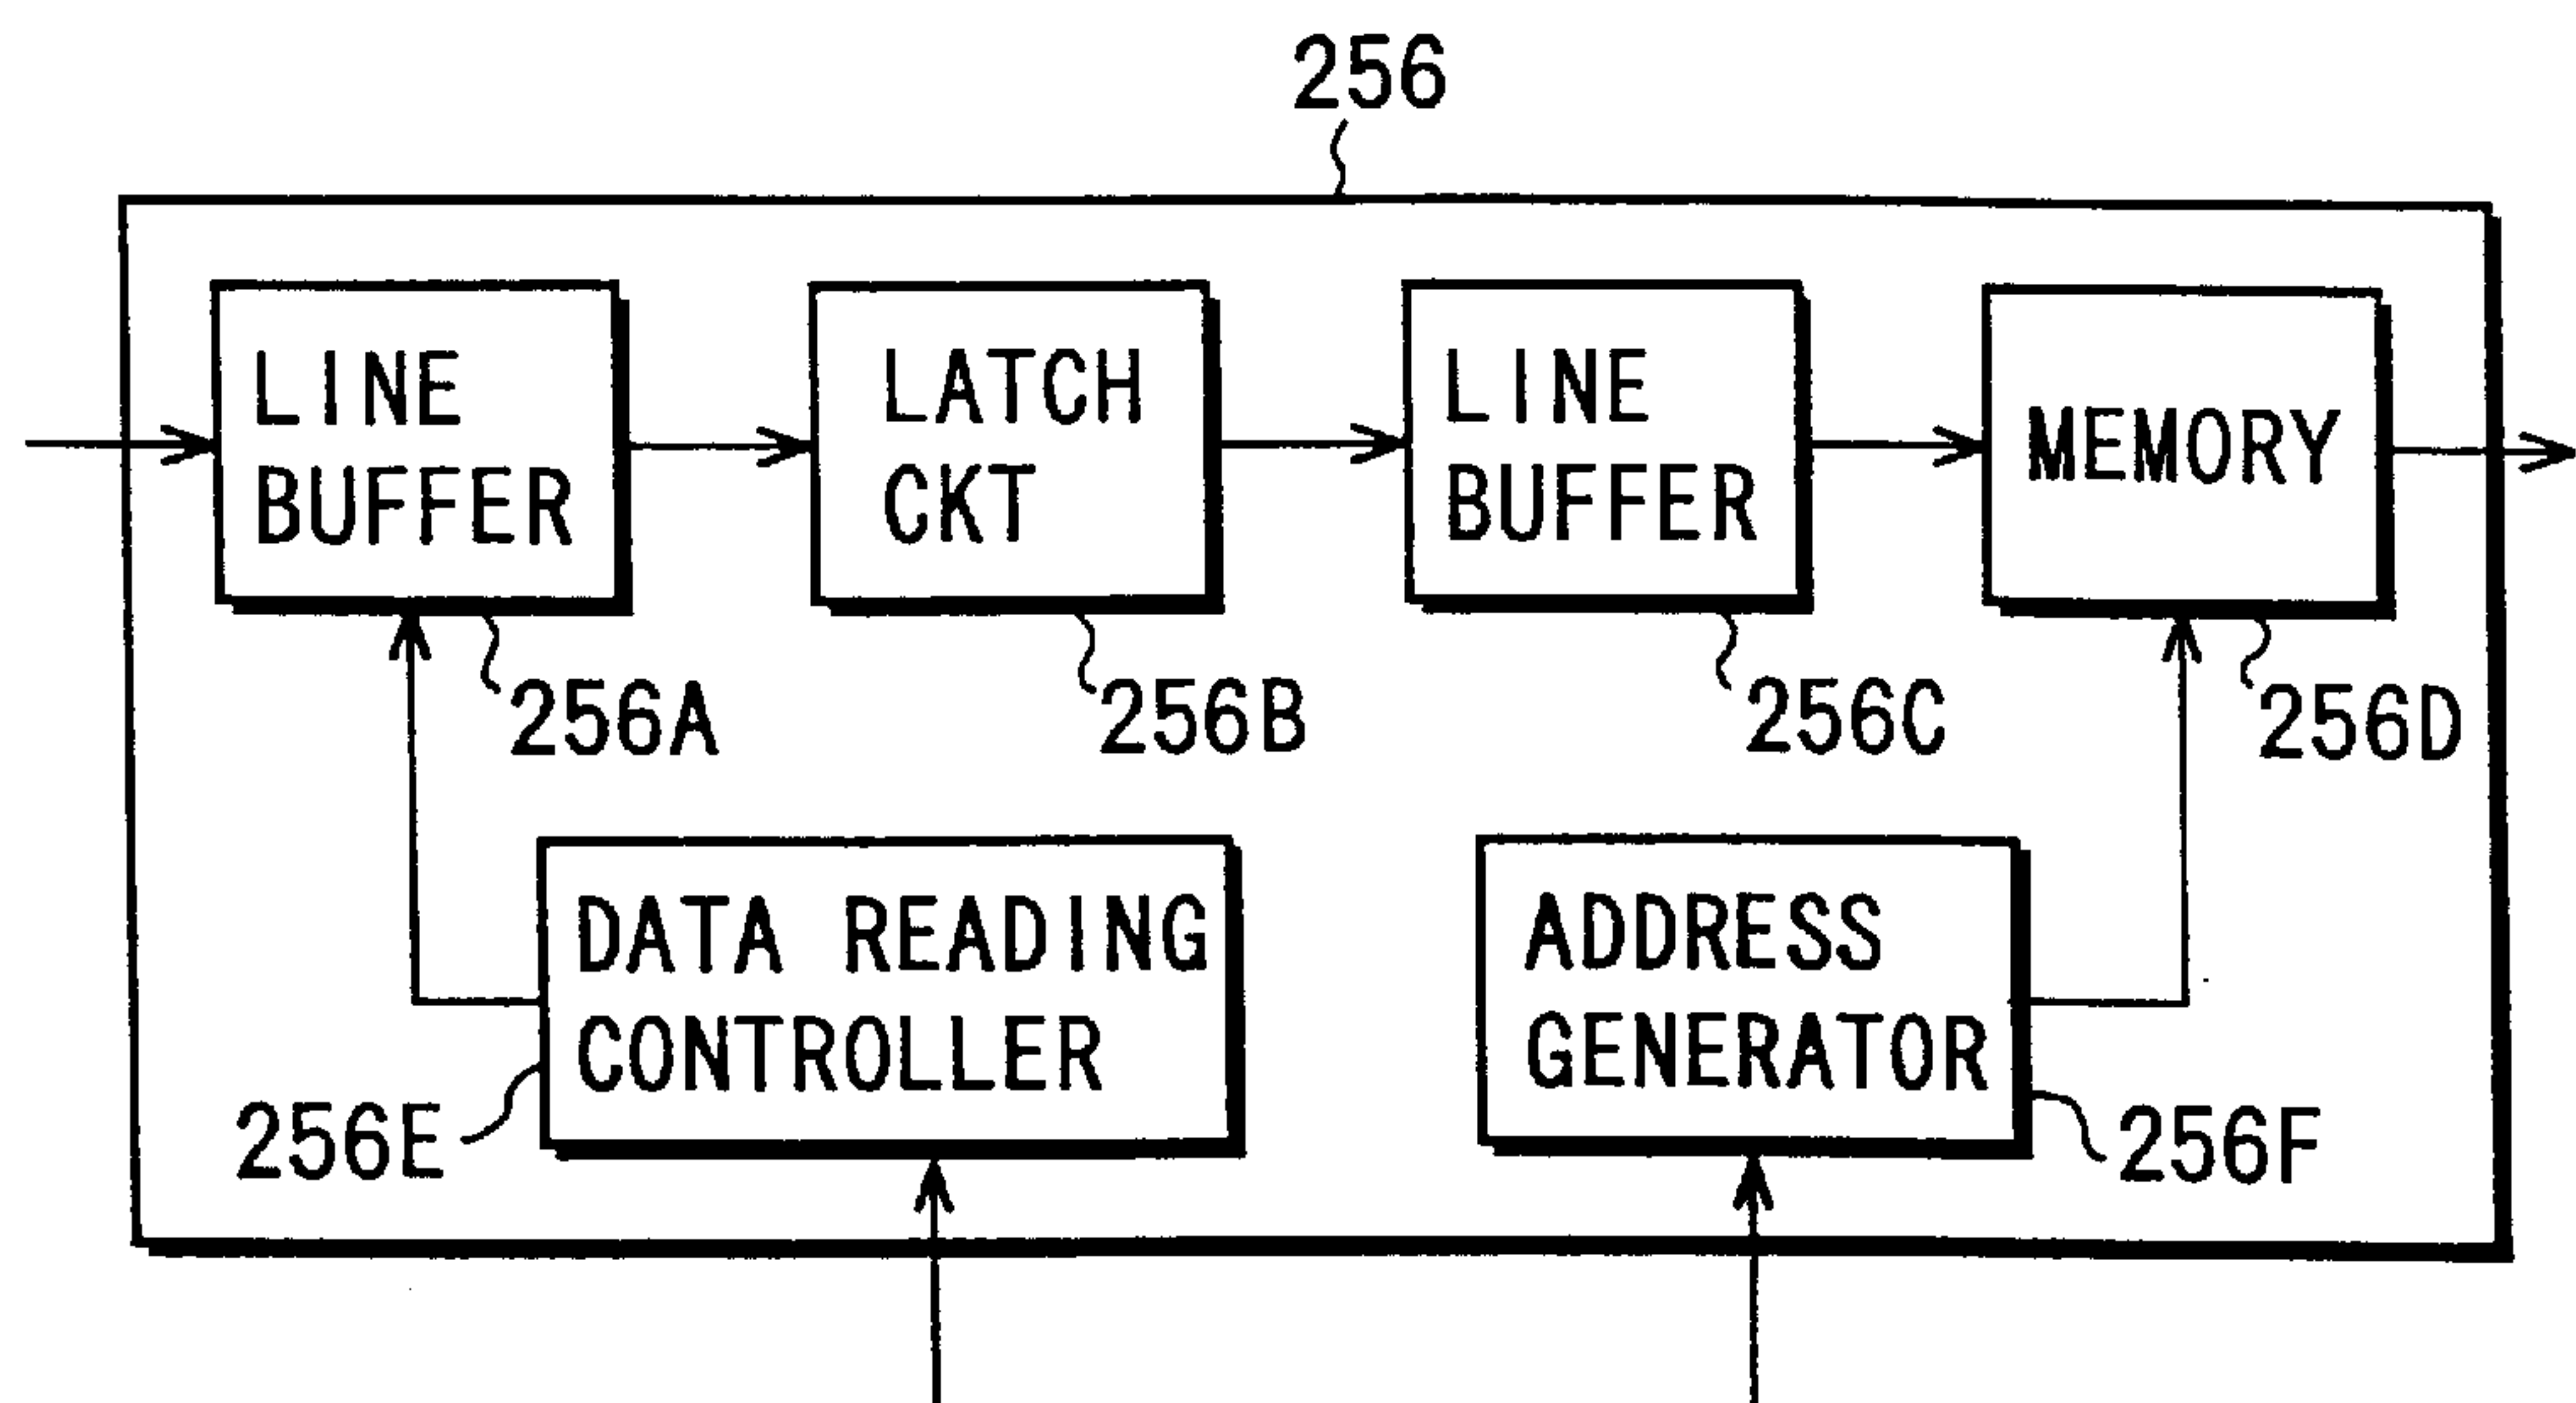 256
LINE
BUFFER
LATCH
CKT
LINE
BUFFER
MEMORY
256A
256B
256C
256D
DATA READING
CONTROLLER
ADDRESS
GENERATOR
256E
256F